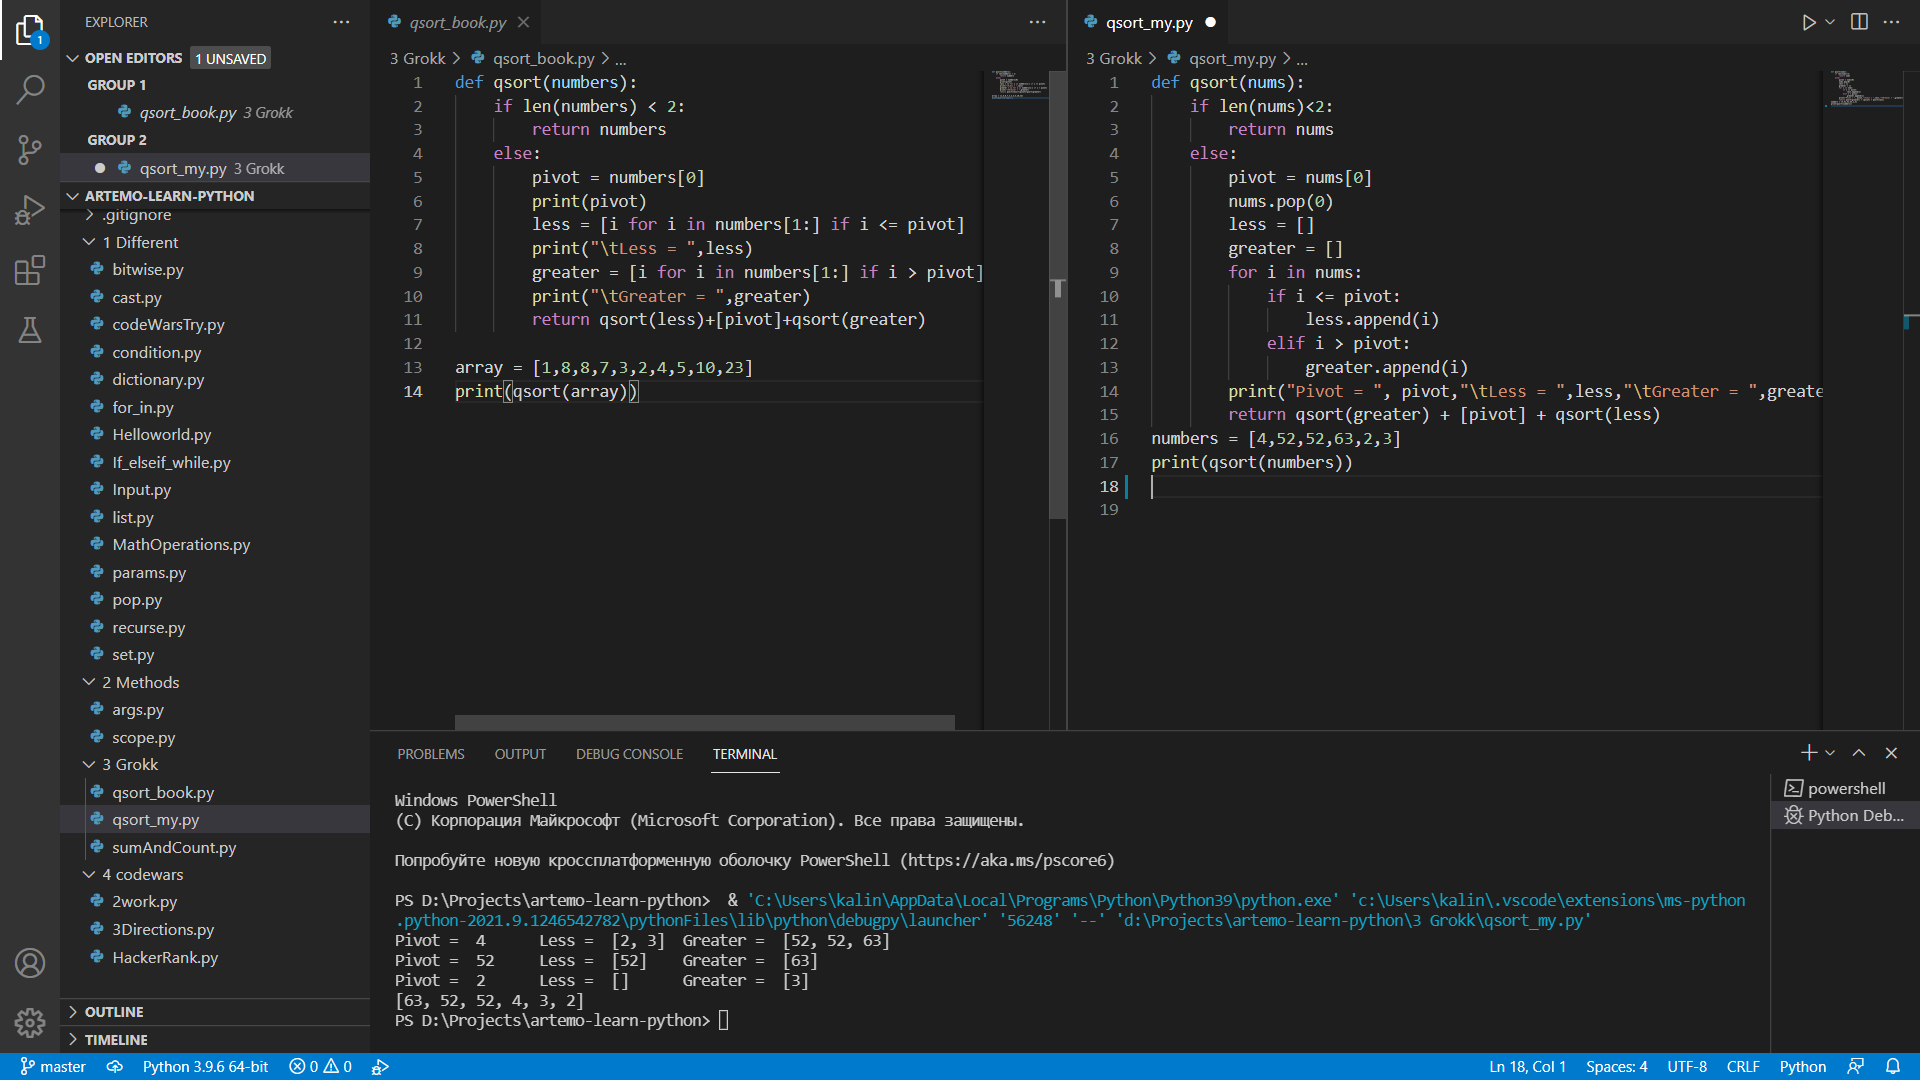 EXPLORER
OPEN EDITORS 1 UNSAVED
GROUP 1
qsort_book.py 3 Grokk
GROUP 2
qsort_my.py 3 Grokk
ARTEMO-LEARN-PYTHON
.gitignore
1 Different
bitwise.py
cast.py
codeWarsTry.py
condition.py
dictionary.py
for_in.py
Helloworld.py
If_elseif_while.py
Input.py
list.py
MathOperations.py
params.py
pop.py
recurse.py
set.py
2 Methods
args.py
scope.py
3 Grokk
qsort_book.py
qsort_my.py
sumAndCount.py
4 codewars
2work.py
3Directions.py
HackerRank.py
OUTLINE
TIMELINE
1
qsort_book.py
3 Grokk > qsort_book.py > ...
1 def qsort(numbers):
2     if len(numbers) < 2:
3         return numbers
4     else:
5         pivot = numbers[0]
6         print(pivot)
7         less = [i for i in numbers[1:] if i <= pivot]
8         print("\tLess = ",less)
9         greater = [i for i in numbers[1:] if i > pivot]
10         print("\tGreater = ",greater)
11         return qsort(less)+[pivot]+qsort(greater)
12
13 array = [1,8,8,7,3,2,4,5,10,23]
14 print(qsort(array))
qsort_my.py
3 Grokk > qsort_my.py > ...
1 def qsort(nums):
2     if len(nums)<2:
3         return nums
4     else:
5         pivot = nums[0]
6         nums.pop(0)
7         less = []
8         greater = []
9         for i in nums:
10             if i <= pivot:
11                 less.append(i)
12             elif i > pivot:
13                 greater.append(i)
14         print("Pivot = ", pivot,"\tLess = ",less,"\tGreater = ",greate
15         return qsort(greater) + [pivot] + qsort(less)
16 numbers = [4,52,52,63,2,3]
17 print(qsort(numbers))
18
19
PROBLEMS OUTPUT DEBUG CONSOLE TERMINAL
Windows PowerShell
(C) Корпорация Майкрософт (Microsoft Corporation). Все права защищены.
Попробуйте новую кроссплатформенную оболочку PowerShell (https://aka.ms/pscore6)
PS D:\Projects\artemo-learn-python>  & 'C:\Users\kalin\AppData\Local\Programs\Python\Python39\python.exe' 'c:\Users\kalin\.vscode\extensions\ms-python
.python-2021.9.1246542782\pythonFiles\lib\python\debugpy\launcher' '56248' '--' 'd:\Projects\artemo-learn-python\3 Grokk\qsort_my.py'
Pivot =  4      Less =  [2, 3]  Greater =  [52, 52, 63]
Pivot =  52     Less =  [52]    Greater =  [63]
Pivot =  2      Less =  []      Greater =  [3]
[63, 52, 52, 4, 3, 2]
PS D:\Projects\artemo-learn-python>
powershell
Python Deb...
master Python 3.9.6 64-bit 0 0 Ln 18, Col 1 Spaces: 4 UTF-8 CRLF Python